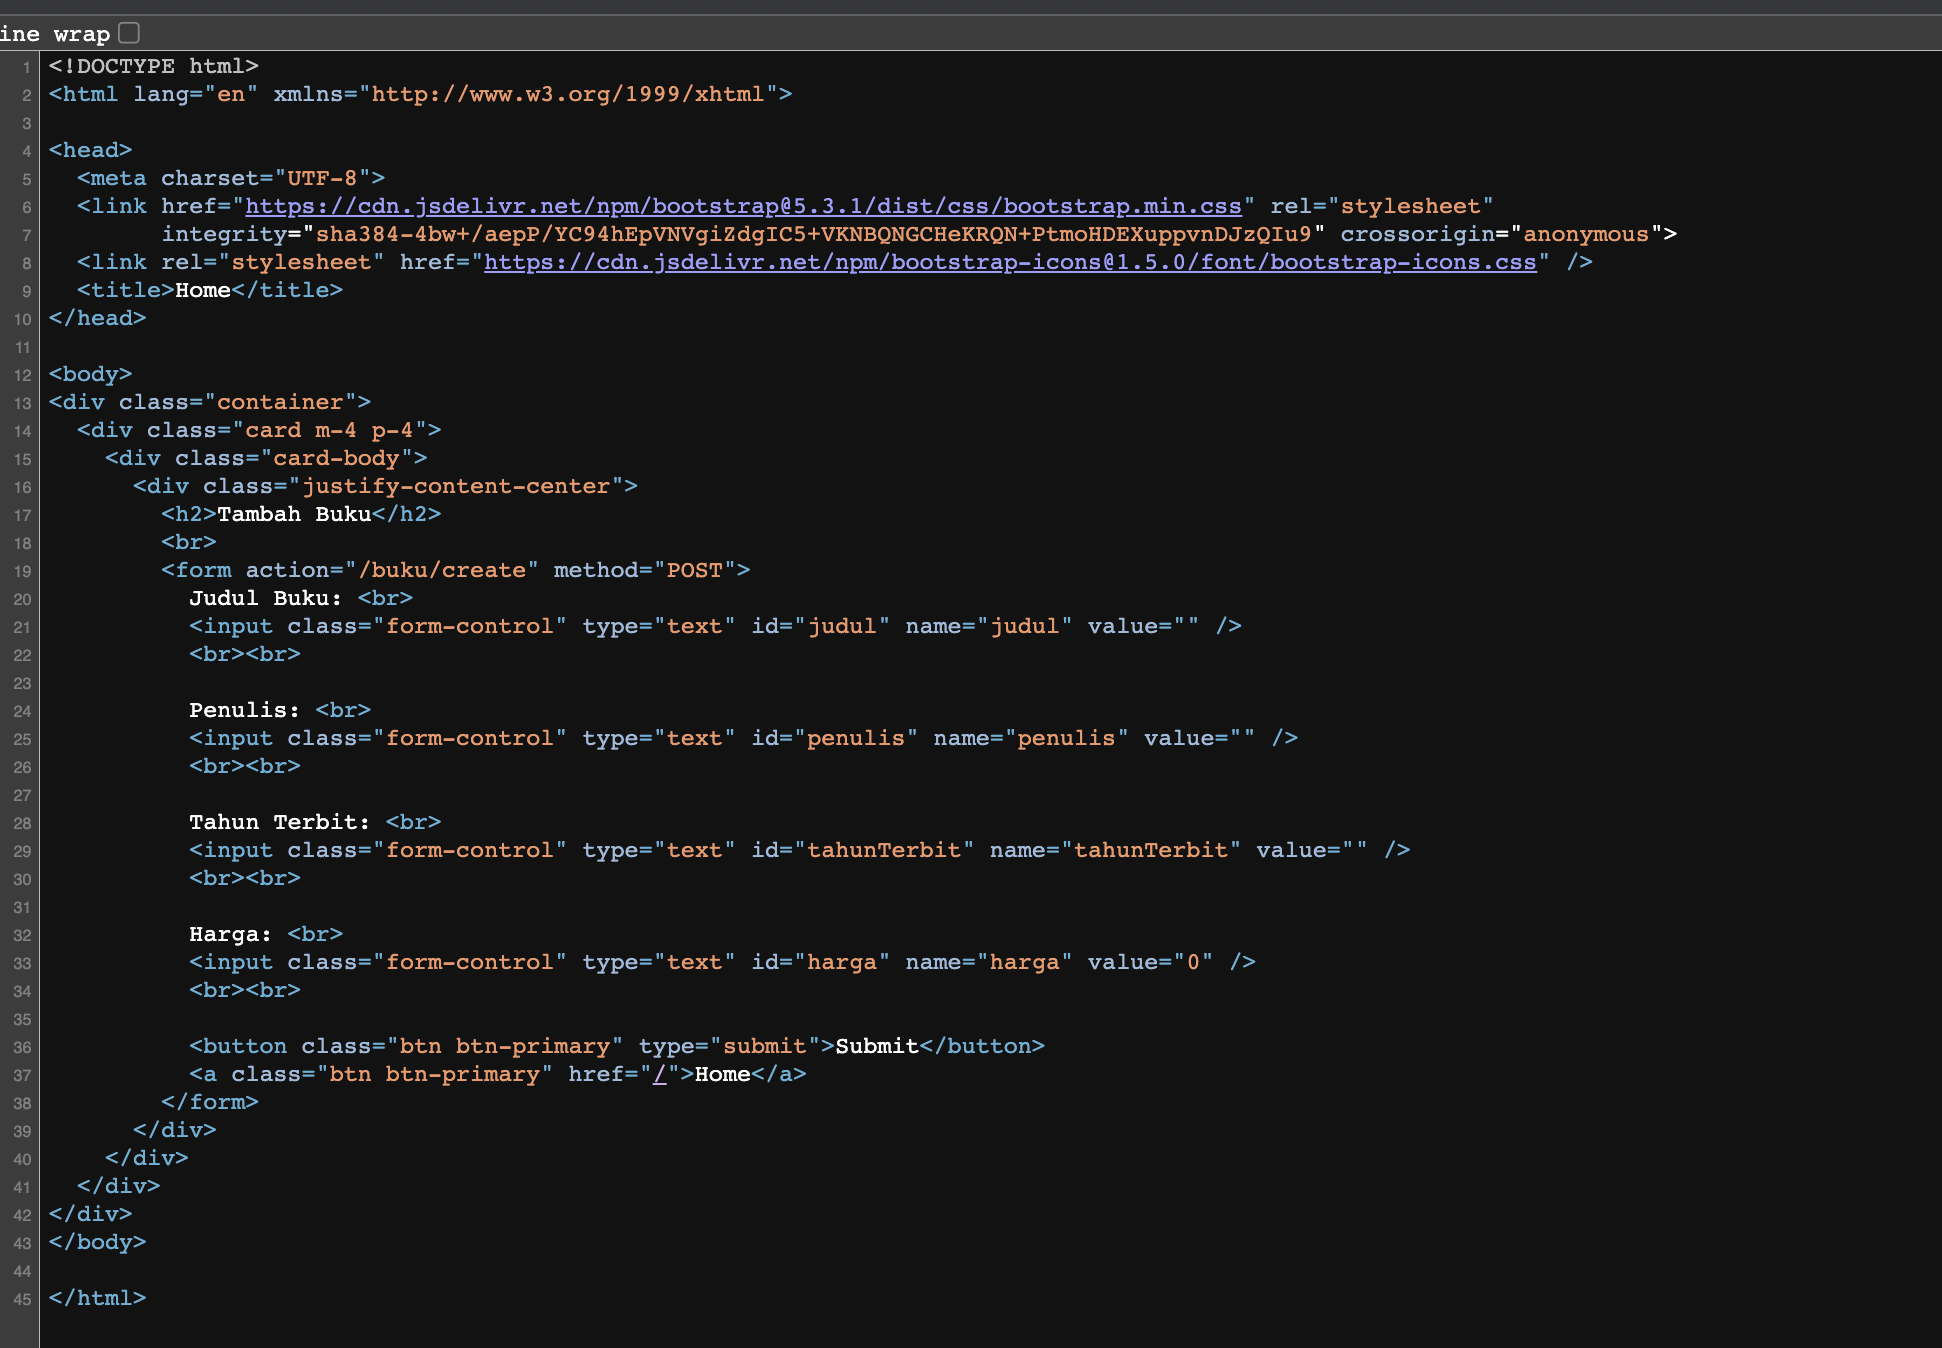 ine wrap
1 <!DOCTYPE html>
2 <html lang="en" xmlns="http://www.w3.org/1999/xhtml">
3
4 <head>
5   <meta charset="UTF-8">
6   <link href="https://cdn.jsdelivr.net/npm/bootstrap@5.3.1/dist/css/bootstrap.min.css" rel="stylesheet"
7         integrity="sha384-4bw+/aepP/YC94hEpVNVgiZdgIC5+VKNBQNGCHeKRQN+PtmoHDEXuppvnDJzQIu9" crossorigin="anonymous">
8   <link rel="stylesheet" href="https://cdn.jsdelivr.net/npm/bootstrap-icons@1.5.0/font/bootstrap-icons.css" />
9   <title>Home</title>
10 </head>
11
12 <body>
13 <div class="container">
14   <div class="card m-4 p-4">
15     <div class="card-body">
16       <div class="justify-content-center">
17         <h2>Tambah Buku</h2>
18         <br>
19         <form action="/buku/create" method="POST">
20           Judul Buku: <br>
21           <input class="form-control" type="text" id="judul" name="judul" value="" />
22           <br><br>
23
24           Penulis: <br>
25           <input class="form-control" type="text" id="penulis" name="penulis" value="" />
26           <br><br>
27
28           Tahun Terbit: <br>
29           <input class="form-control" type="text" id="tahunTerbit" name="tahunTerbit" value="" />
30           <br><br>
31
32           Harga: <br>
33           <input class="form-control" type="text" id="harga" name="harga" value="0" />
34           <br><br>
35
36           <button class="btn btn-primary" type="submit">Submit</button>
37           <a class="btn btn-primary" href="/">Home</a>
38         </form>
39       </div>
40     </div>
41   </div>
42 </div>
43 </body>
44
45 </html>